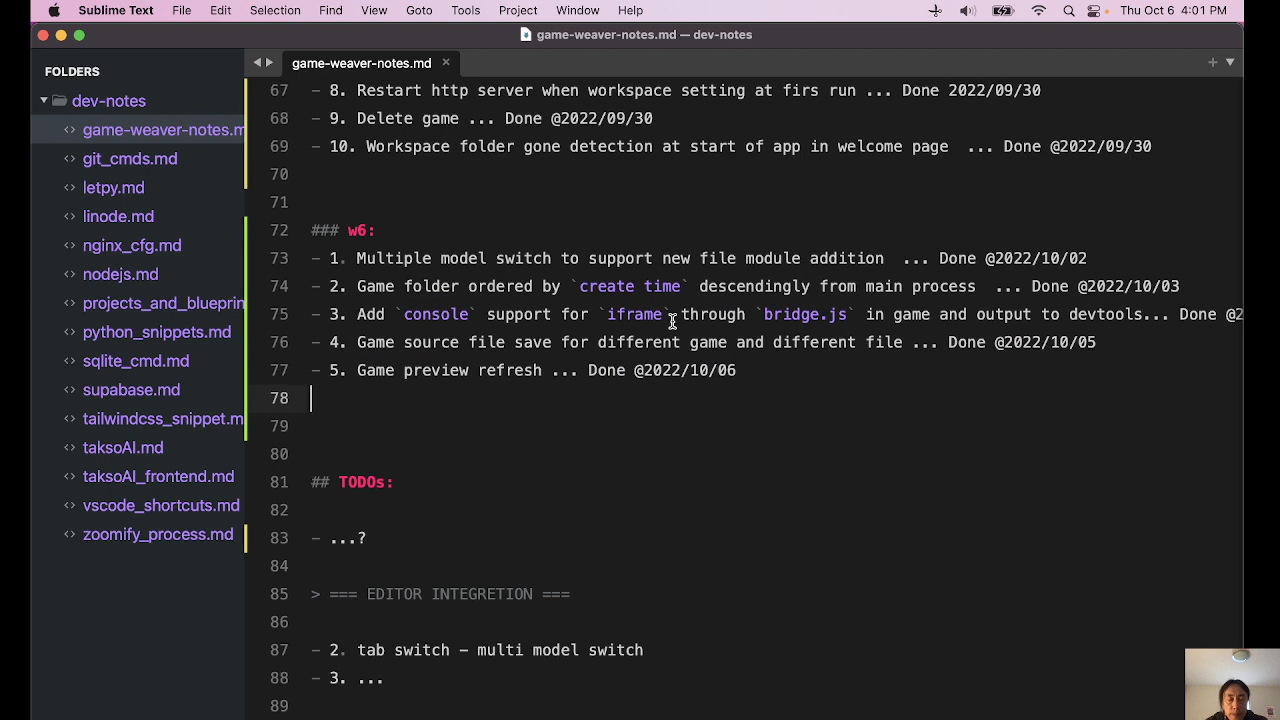 Sublime Text File Edit Selection Find View Goto Tools Project Window Help Thu Oct 6 4:01 PM
game-weaver-notes.md — dev-notes
FOLDERS
dev-notes
game-weaver-notes.m
git_cmds.md
letpy.md
linode.md
nginx_cfg.md
nodejs.md
projects_and_blueprin
python_snippets.md
sqlite_cmd.md
supabase.md
tailwindcss_snippet.m
taksoAI.md
taksoAI_frontend.md
vscode_shortcuts.md
zoomify_process.md
game-weaver-notes.md
67 - 8. Restart http server when workspace setting at firs run ... Done 2022/09/30
68 - 9. Delete game ... Done @2022/09/30
69 - 10. Workspace folder gone detection at start of app in welcome page  ... Done @2022/09/30
70
71
72 ### w6:
73 - 1. Multiple model switch to support new file module addition  ... Done @2022/10/02
74 - 2. Game folder ordered by `create time` descendingly from main process  ... Done @2022/10/03
75 - 3. Add `console` support for `iframe` through `bridge.js` in game and output to devtools... Done @2
76 - 4. Game source file save for different game and different file ... Done @2022/10/05
77 - 5. Game preview refresh ... Done @2022/10/06
78
79
80
81 ## TODOs:
82
83 - ...?
84
85 > === EDITOR INTEGRETION ===
86
87 - 2. tab switch - multi model switch
88 - 3. ...
89